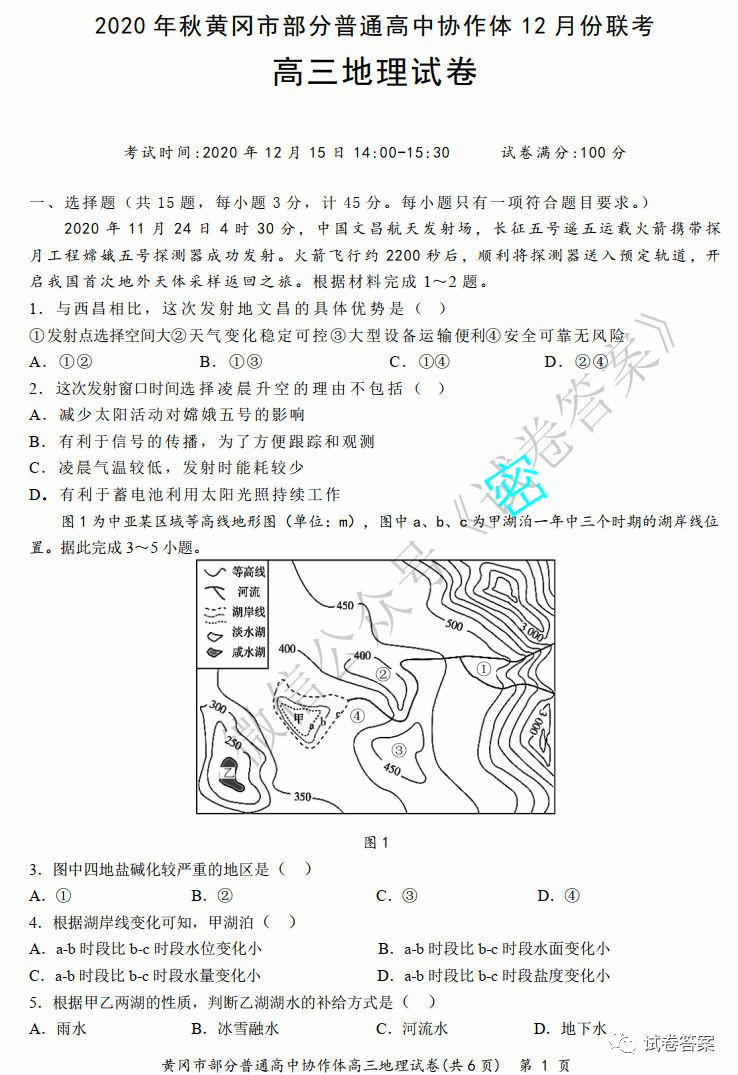 2020 年秋黄冈市部分普通高中协作体 12 月份联考
高三地理试卷
考试时间:2020 年 12 月 15 日 14:00-15:30 试卷满分:100 分
一、选择题（共 15 题，每小题 3 分，计 45 分。每小题只有一项符合题目要求。）
2020 年 11 月 24 日 4 时 30 分，中国文昌航天发射场，长征五号遥五运载火箭携带探
月工程嫦娥五号探测器成功发射。火箭飞行约 2200 秒后，顺利将探测器送入预定轨道，开
启我国首次地外天体采样返回之旅。根据材料完成 1～2 题。
1．与西昌相比，这次发射地文昌的具体优势是（ ）
①发射点选择空间大②天气变化稳定可控③大型设备运输便利④安全可靠无风险
A．①② B．①③ C．①④ D．②④
2．这次发射窗口时间选择凌晨升空的理由不包括（ ）
A．减少太阳活动对嫦娥五号的影响
B．有利于信号的传播，为了方便跟踪和观测
C．凌晨气温较低，发射时能耗较少
D．有利于蓄电池利用太阳光照持续工作
图 1 为中亚某区域等高线地形图（单位：m），图中 a、b、c 为甲湖泊一年中三个时期的湖岸线位
置。据此完成 3～5 小题。
等高线
河流
湖岸线
淡水湖
咸水湖
450
500
3 000
400
400
①
②
甲
a
b
c
④
300
250
乙
③
450
3 000
350
图 1
3．图中四地盐碱化较严重的地区是（ ）
A．① B．② C．③ D．④
4．根据湖岸线变化可知，甲湖泊（ ）
A．a-b 时段比 b-c 时段水位变化小 B．a-b 时段比 b-c 时段水面变化小
C．a-b 时段比 b-c 时段水量变化小 D．a-b 时段比 b-c 时段盐度变化小
5．根据甲乙两湖的性质，判断乙湖湖水的补给方式是（ ）
A．雨水 B．冰雪融水 C．河流水 D．地下水
黄冈市部分普通高中协作体高三地理试卷(共 6 页) 第 1 页
微信公众号《试卷答案》
密
试卷答案